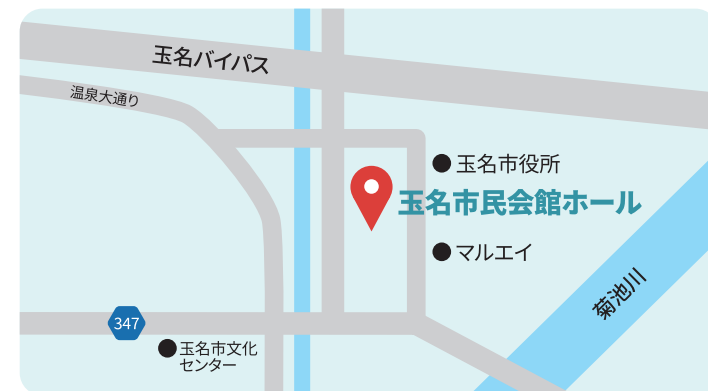 玉名バイパス
温泉大通り
玉名市役所
玉名市民会館ホール
マルエイ
菊池川
347
玉名市文化
センター